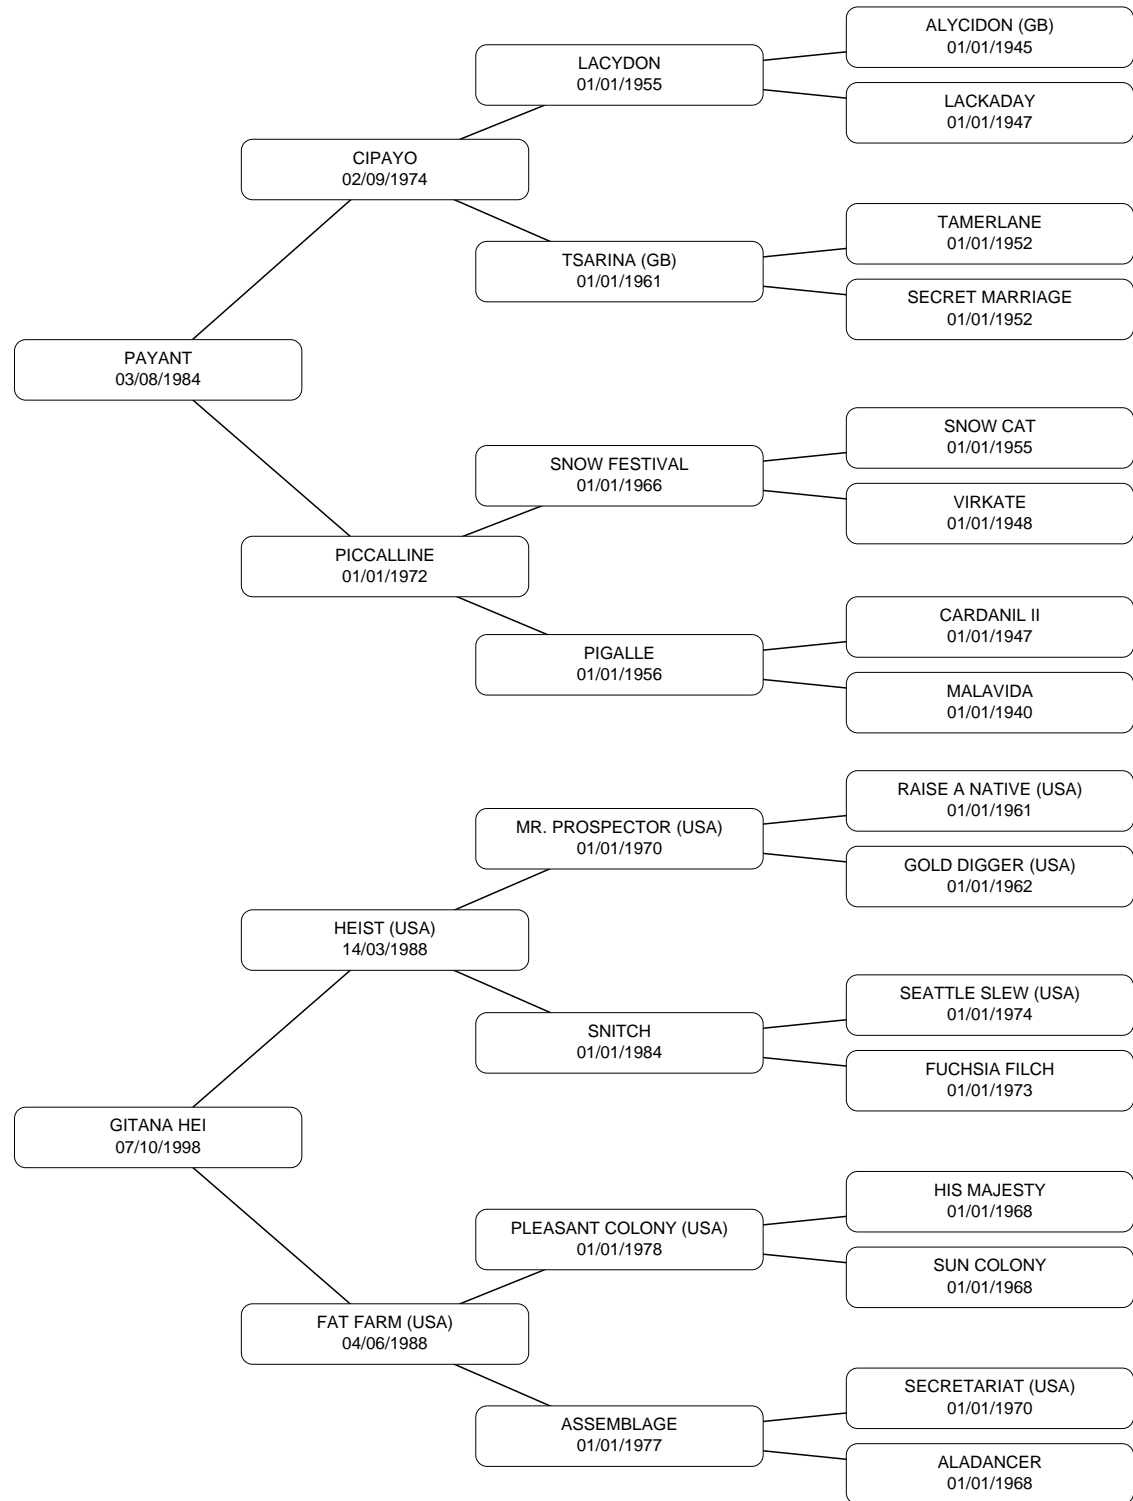 ALYCIDON (GB)
01/01/1945
LACYDON
01/01/1955
LACKADAY
01/01/1947
CIPAYO
02/09/1974
TAMERLANE
01/01/1952
TSARINA (GB)
01/01/1961
SECRET MARRIAGE
01/01/1952
PAYANT
03/08/1984
SNOW CAT
01/01/1955
SNOW FESTIVAL
01/01/1966
VIRKATE
01/01/1948
PICCALLINE
01/01/1972
CARDANIL II
01/01/1947
PIGALLE
01/01/1956
MALAVIDA
01/01/1940
RAISE A NATIVE (USA)
01/01/1961
MR. PROSPECTOR (USA)
01/01/1970
GOLD DIGGER (USA)
01/01/1962
HEIST (USA)
14/03/1988
SEATTLE SLEW (USA)
01/01/1974
SNITCH
01/01/1984
FUCHSIA FILCH
01/01/1973
GITANA HEI
07/10/1998
HIS MAJESTY
01/01/1968
PLEASANT COLONY (USA)
01/01/1978
SUN COLONY
01/01/1968
FAT FARM (USA)
04/06/1988
SECRETARIAT (USA)
01/01/1970
ASSEMBLAGE
01/01/1977
ALADANCER
01/01/1968